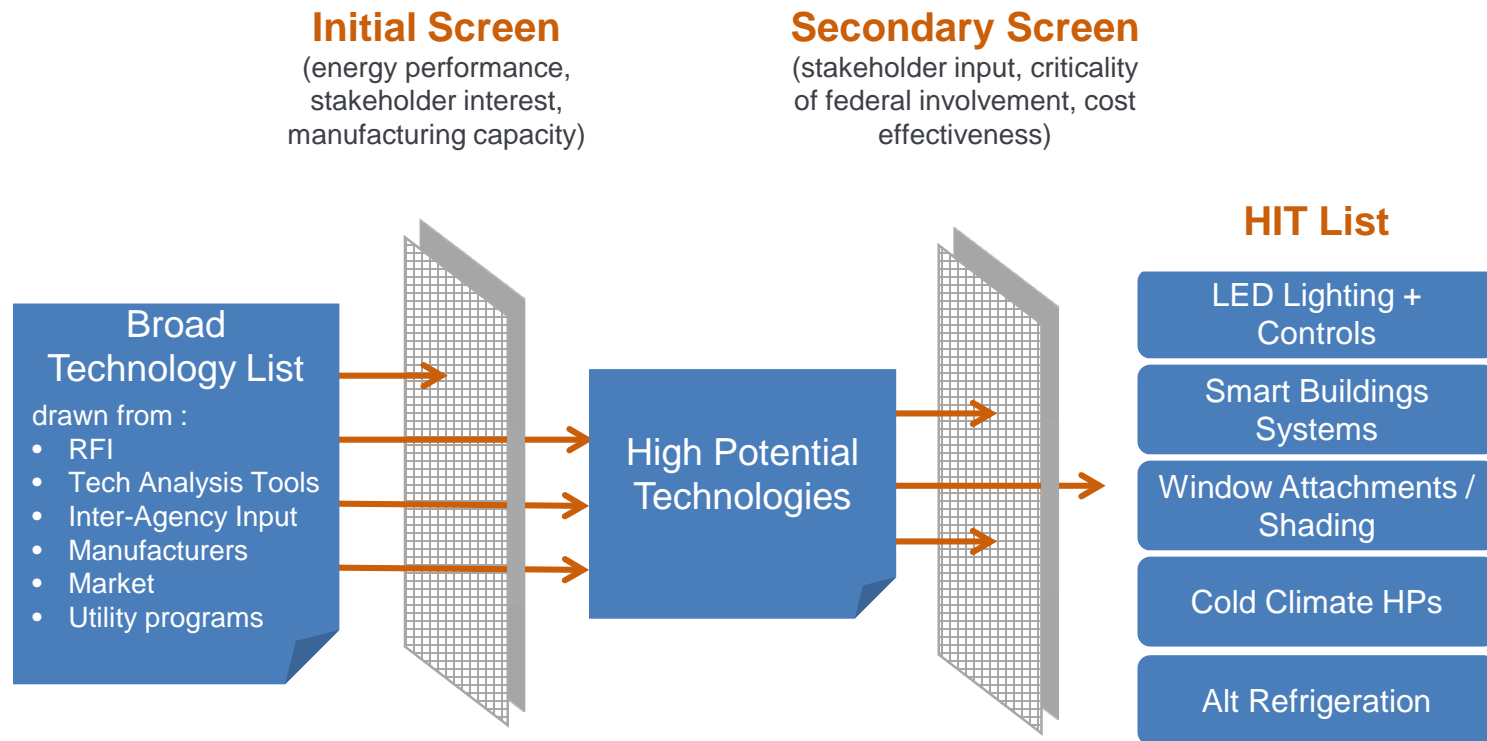 Initial Screen
(energy performance,
stakeholder interest,
manufacturing capacity)
Secondary Screen
(stakeholder input, criticality
of federal involvement, cost
effectiveness)
Broad
Technology List
drawn from :
• RFI
• Tech Analysis Tools
• Inter-Agency Input
• Manufacturers
• Market
• Utility programs
High Potential
Technologies
HIT List
LED Lighting +
Controls
Smart Buildings
Systems
Window Attachments /
Shading
Cold Climate HPs
Alt Refrigeration